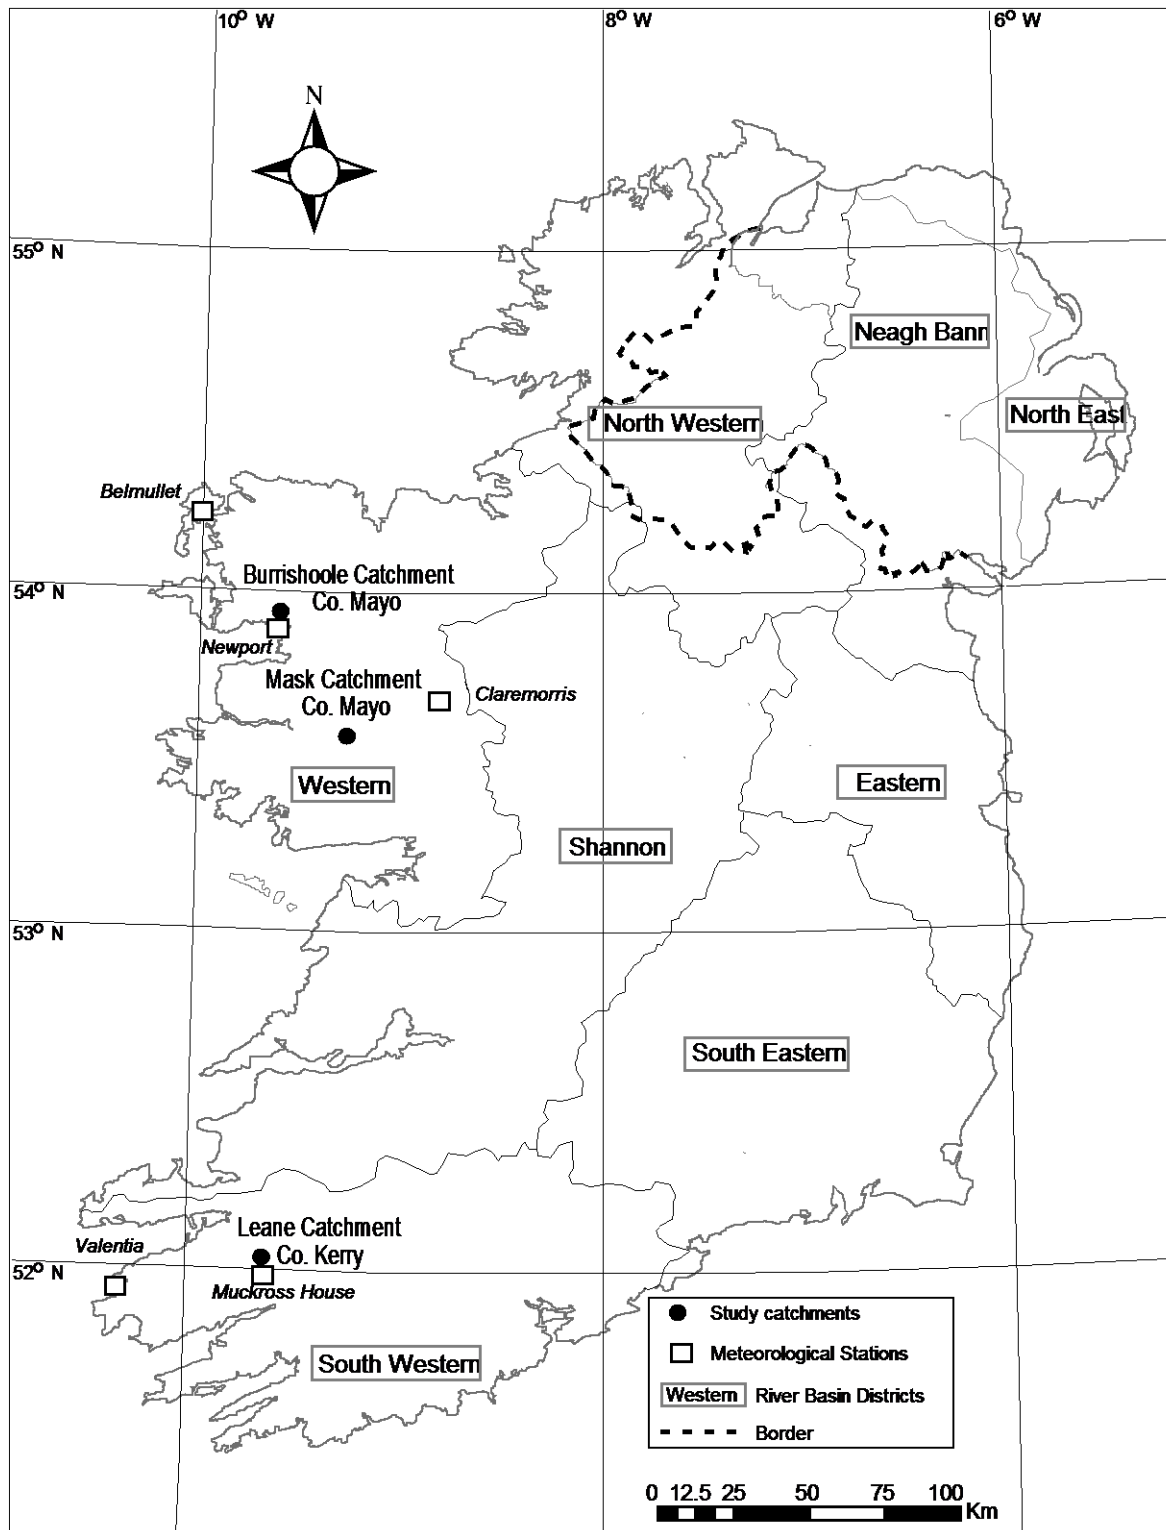 10° W
8° W
6° W
N
55° N
Neagh Bann
North East
North Western
Belmullet
54° N
Burrishoole Catchment
Co. Mayo
Newport
Mask Catchment
Co. Mayo
Claremorris
Western
Eastern
Shannon
53° N
South Eastern
Leane Catchment
Co. Kerry
Valentia
52° N
Muckross House
South Western
Study catchments
Meteorological Stations
Western River Basin Districts
Border
0 12.5 25 50 75 100
Km